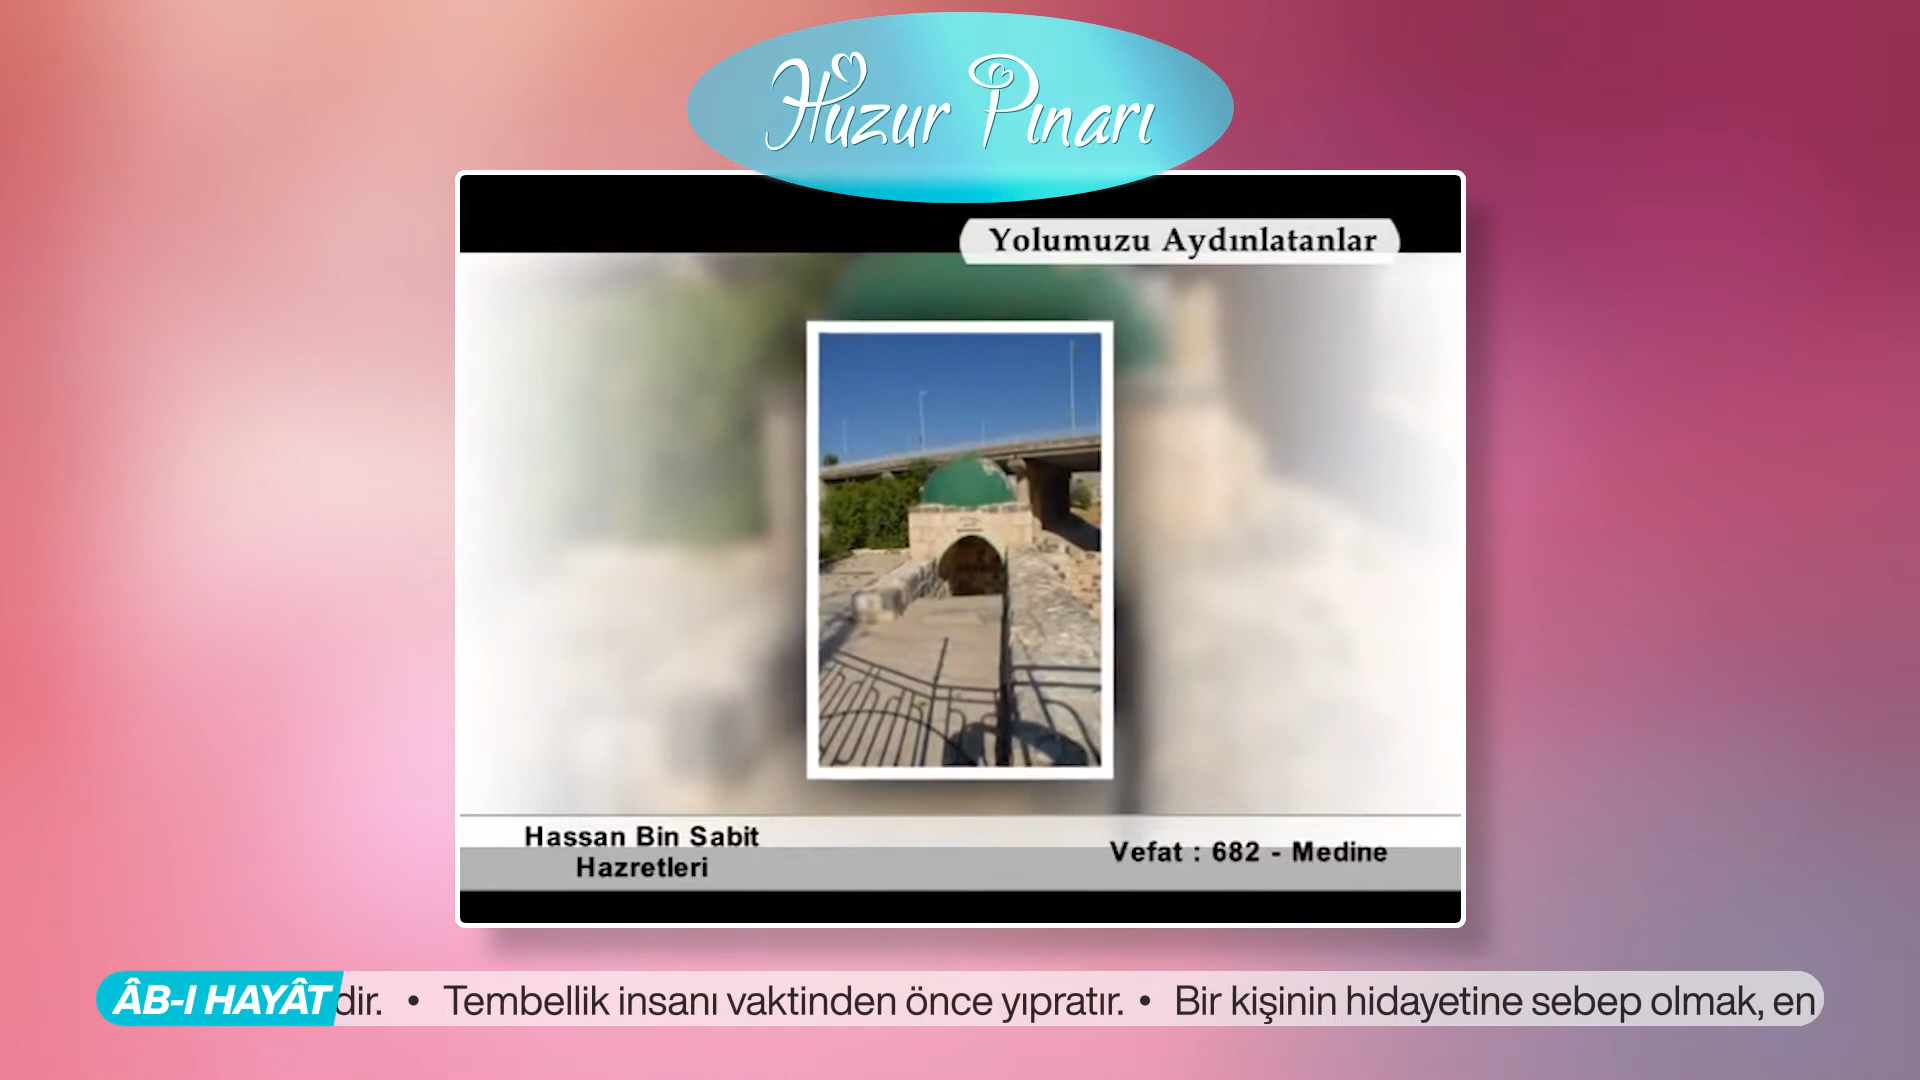 Huzur Pınarı
Yolumuzu Aydınlatanlar
Hassan Bin Sabit
Hazretleri
Vefat : 682 - Medine
ÂB-I HAYÂT
dir. • Tembellik insanı vaktinden önce yıpratır. • Bir kişinin hidayetine sebep olmak, en